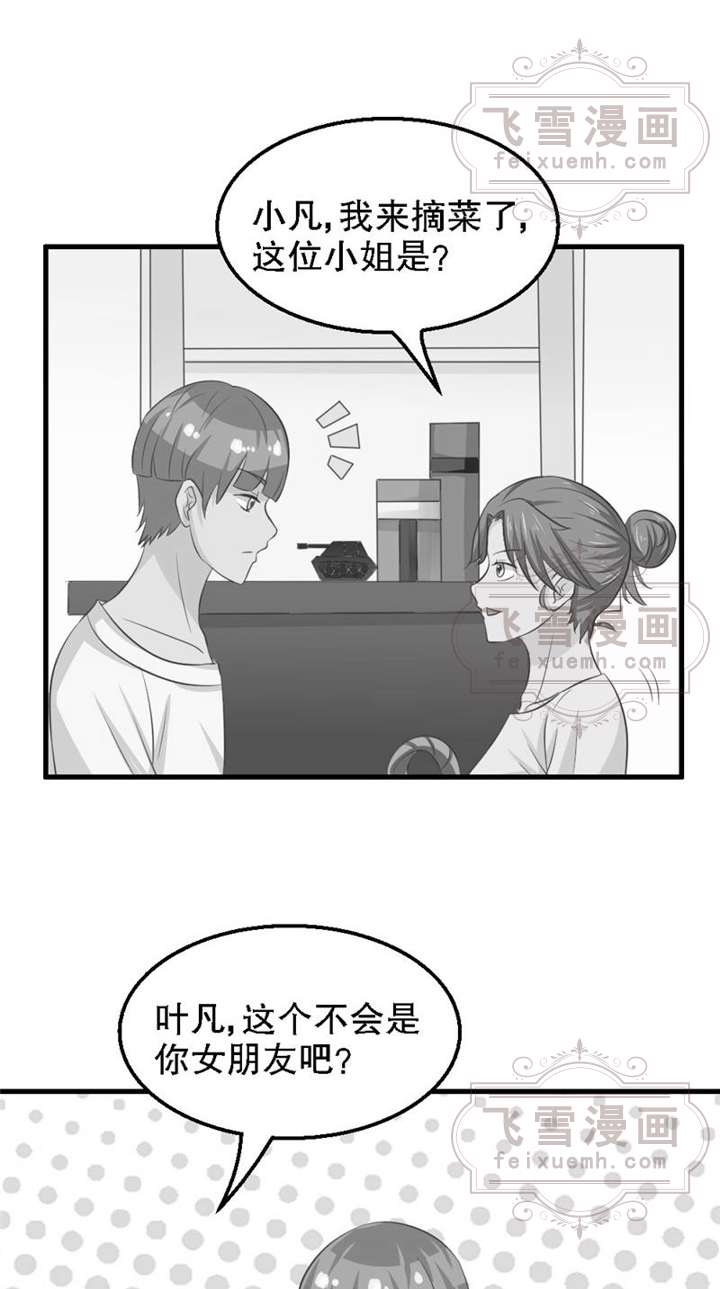 飞雪漫画
feixuemh.com
小凡,我来摘菜了,
这位小姐是?
飞雪漫画
feixuemh.com
叶凡,这个不会是
你女朋友吧?
飞雪漫画
feixuemh.com